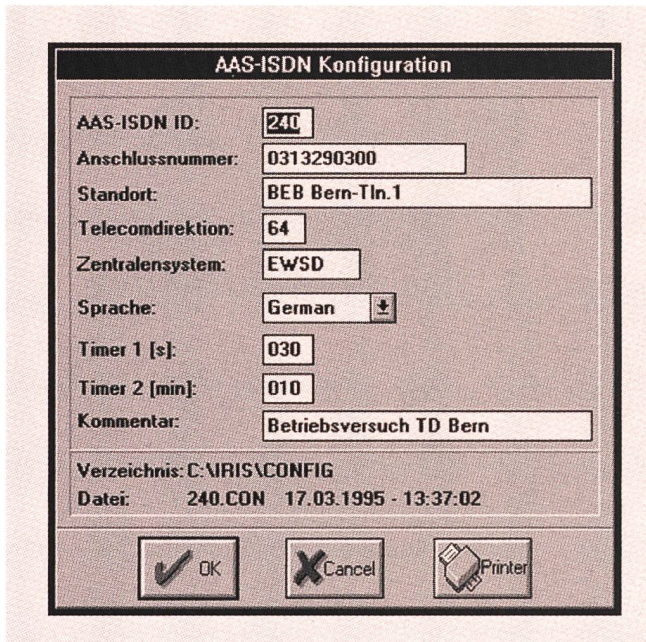 AAS-ISDN Konfiguration
AAS-ISDN ID: 240
Anschlussnummer: 0313290300
Standort: BEB Bern-Tln.1
Telecomdirektion: 64
Zentralensystem: EWSD
Sprache: German
Timer 1 [s]: 030
Timer 2 [min]: 010
Kommentar: Betriebsversuch TD Bern
Verzeichnis: C:\IRIS\CONFIG
Datei: 240.CON 17.03.1995 - 13:37:02
OK Cancel Printer